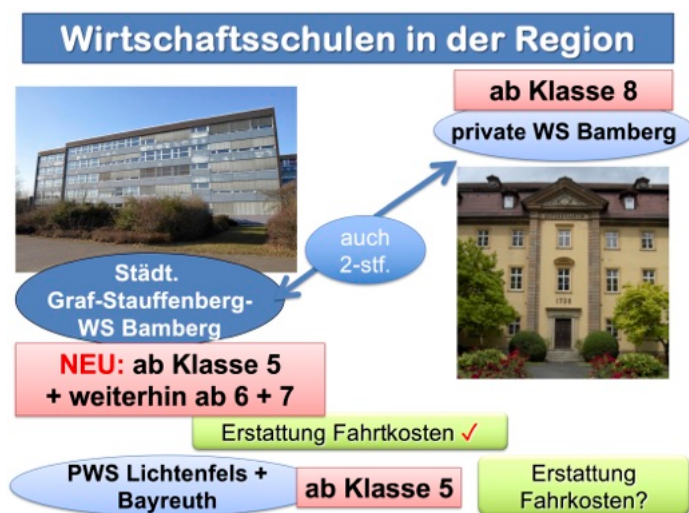 Wirtschaftsschulen in der Region
ab Klasse 8
private WS Bamberg
auch
2-stf.
Städt.
Graf-Stauffenberg-
WS Bamberg
1738
NEU: ab Klasse 5
+ weiterhin ab 6 + 7
Erstattung Fahrtkosten ✓
PWS Lichtenfels +
Bayreuth
ab Klasse 5
Erstattung
Fahrkosten?